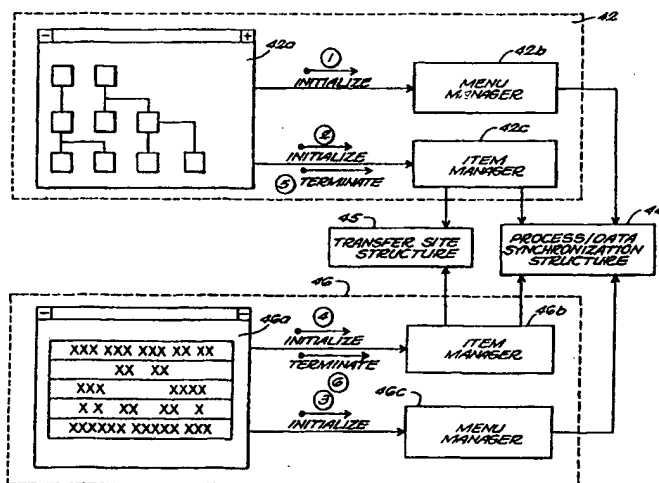 42
42a
① INITIALIZE
42b
MENU MANAGER
② INITIALIZE
⑤ TERMINATE
42c
ITEM MANAGER
45
TRANSFER SITE STRUCTURE
44
PROCESS/DATA SYNCHRONIZATION STRUCTURE
46
46a
XXX XXX XXX XX XX
XX XX
XXX XXXX
X X XX XX X
XXXXXX XXXXX XXX
④ INITIALIZE
TERMINATE
⑥
46b
ITEM MANAGER
③ INITIALIZE
46c
MENU MANAGER